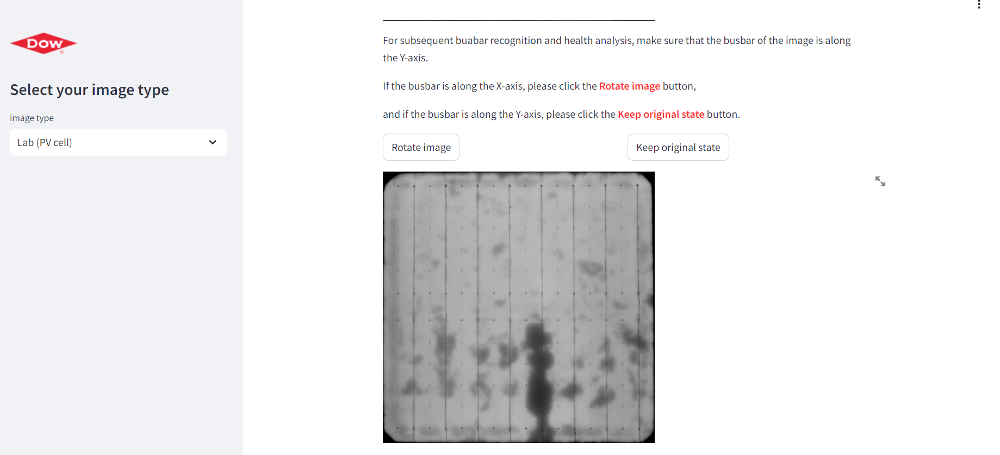 DOW
Select your image type
image type
Lab (PV cell)
For subsequent buabar recognition and health analysis, make sure that the busbar of the image is along
the Y-axis.
If the busbar is along the X-axis, please click the Rotate image button,
and if the busbar is along the Y-axis, please click the Keep original state button.
Rotate image
Keep original state